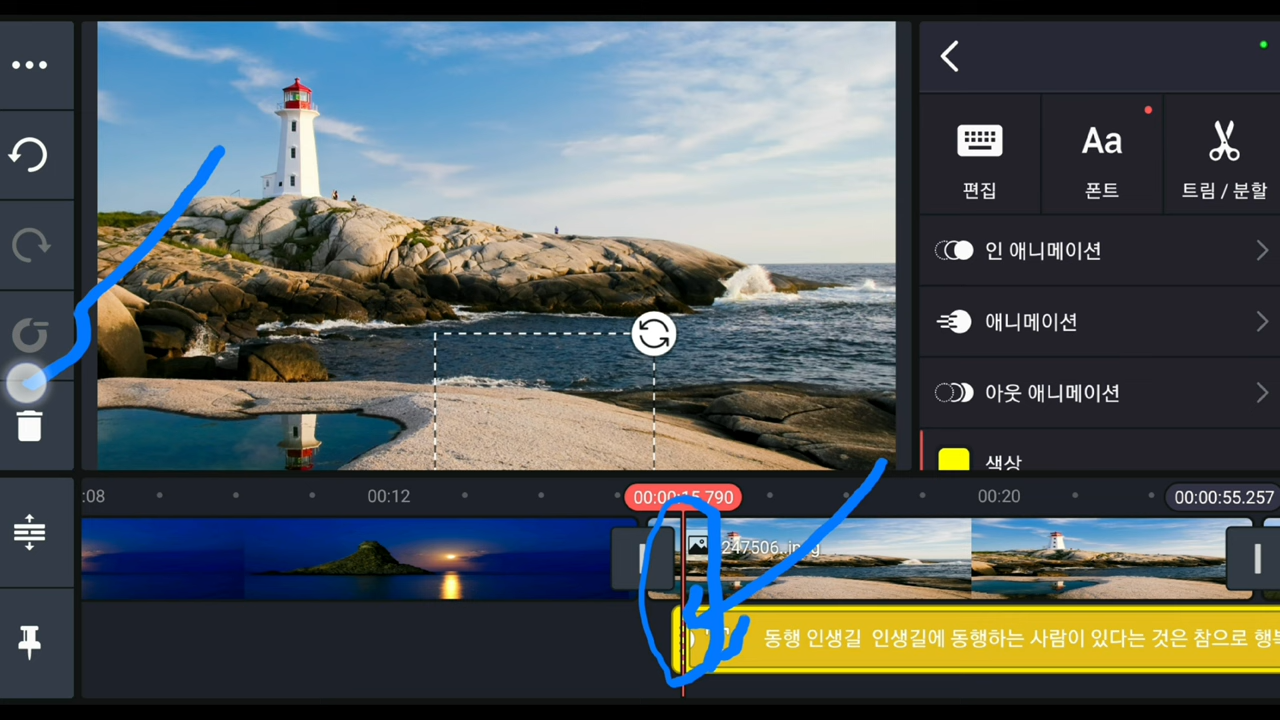 Aa
편집
폰트
트림 / 분할
인 애니메이션
애니메이션
아웃 애니메이션
색상
:08
00:12
00:00:15.790
00:20
00:00:55.257
247506..jpeg
동행 인생길 인생길에 동행하는 사람이 있다는 것은 참으로 행복